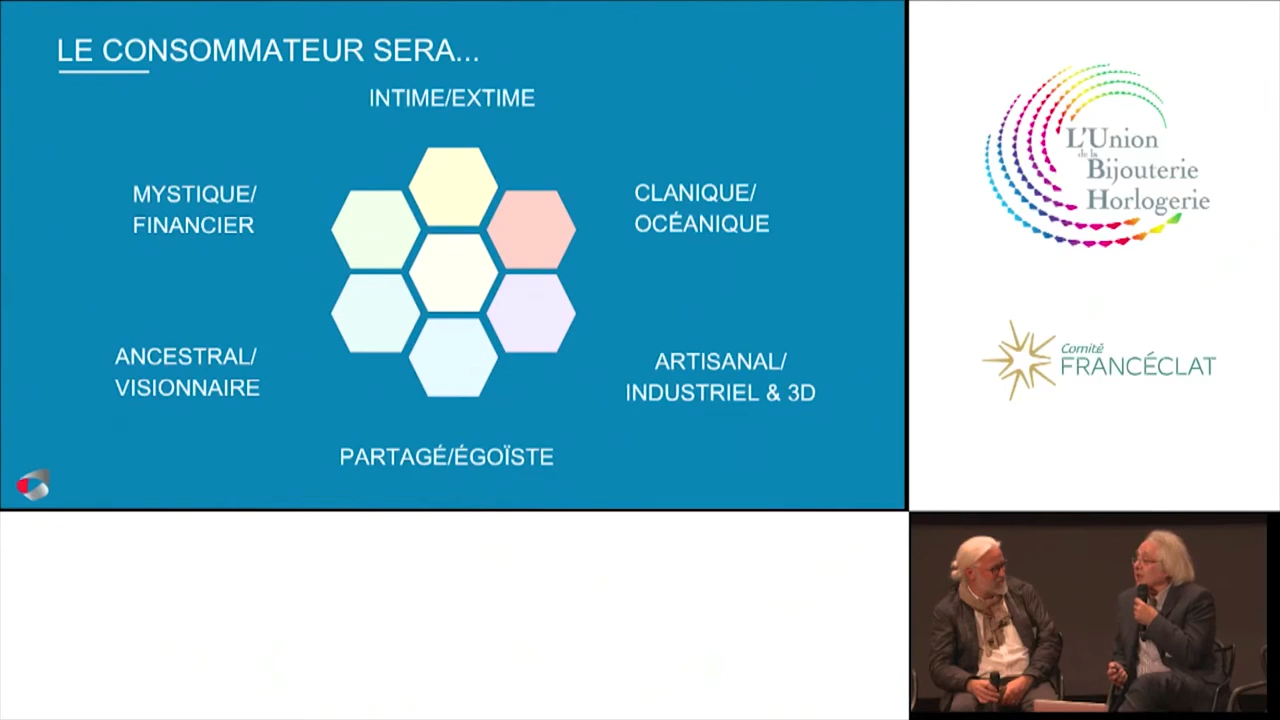 LE CONSOMMATEUR SERA...
INTIME/EXTIME
MYSTIQUE/
FINANCIER
CLANIQUE/
OCÉANIQUE
ANCESTRAL/
VISIONNAIRE
ARTISANAL/
INDUSTRIEL & 3D
PARTAGÉ/ÉGOÏSTE
L'Union
de la
Bijouterie
Horlogerie
Comité
FRANCÉCLAT